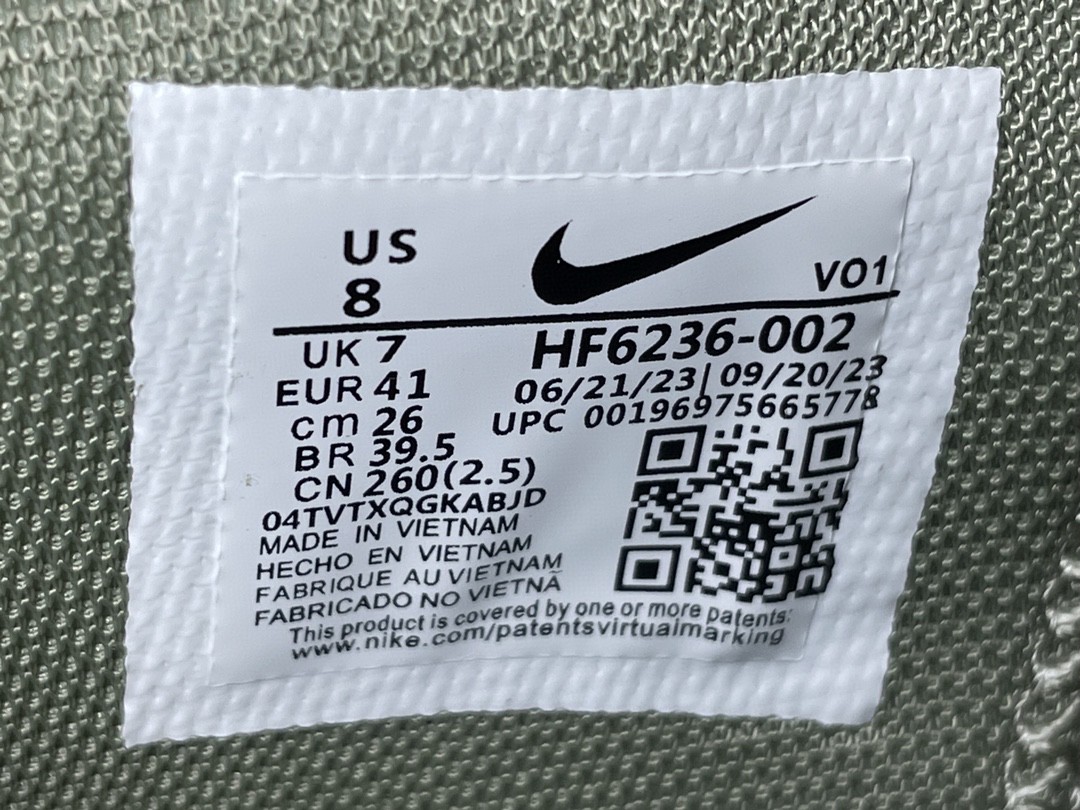 US
8
VO1
UK 7
HF6236-002
EUR 41
06/21/23| 09/20/23
cm 26
UPC 00196975665778
BR 39.5
CN 260(2.5)
04TVTXQGKABJD
MADE IN VIETNAM
HECHO EN VIETNAM
FABRIQUE AU VIETNAM
FABRICADO NO VIETNÃ
This product is covered by one or more patents:
www.nike.com/patentsvirtualmarking